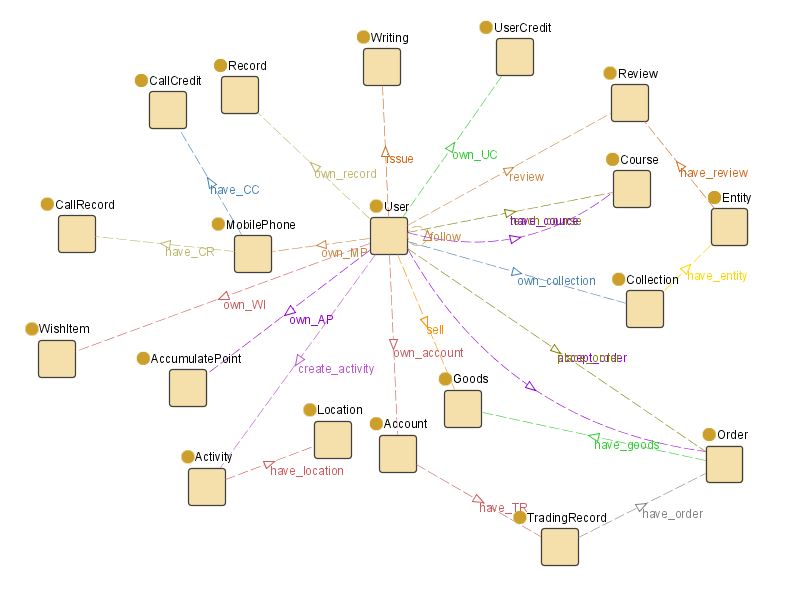 UserCredit
Writing
Record
Review
CallCredit
issue
own_UC
Course
own_record
review
have_review
have_CC
Entity
CallRecord
User
MobilePhone
have_course
follow
have_CR
own_MP
own_collection
Collection
have_entity
own_WI
own_AP
sell
WishItem
AccumulatePoint
own_account
accept_order
create_activity
Goods
Location
Account
Order
have_goods
Activity
have_location
have_TR
TradingRecord
have_order